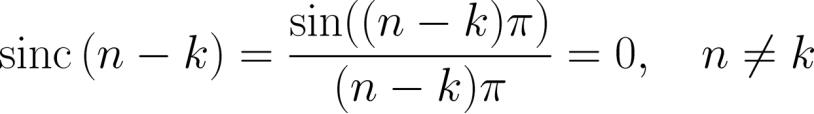 sinc (n − k) = sin((n − k)π) / (n − k)π = 0, n ≠ k